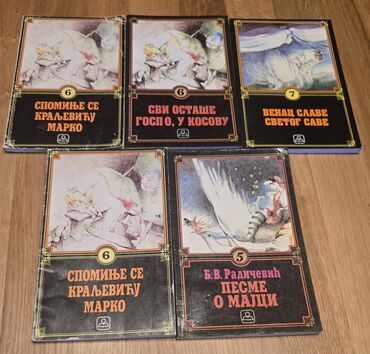 6
СПОМИЊЕ СЕ
КРАЉЕВИЋУ
МАРКО
6
СВИ ОСТАШЕ
ГОСПО, У КОСОВУ
7
ВЕНАЦ СЛАВЕ
СВЕТОГ САВЕ
6
СПОМИЊЕ СЕ
КРАЉЕВИЋУ
МАРКО
5
Б. В. РАДИЧЕВИЋ
ПЕСМЕ
О МАЈЦИ